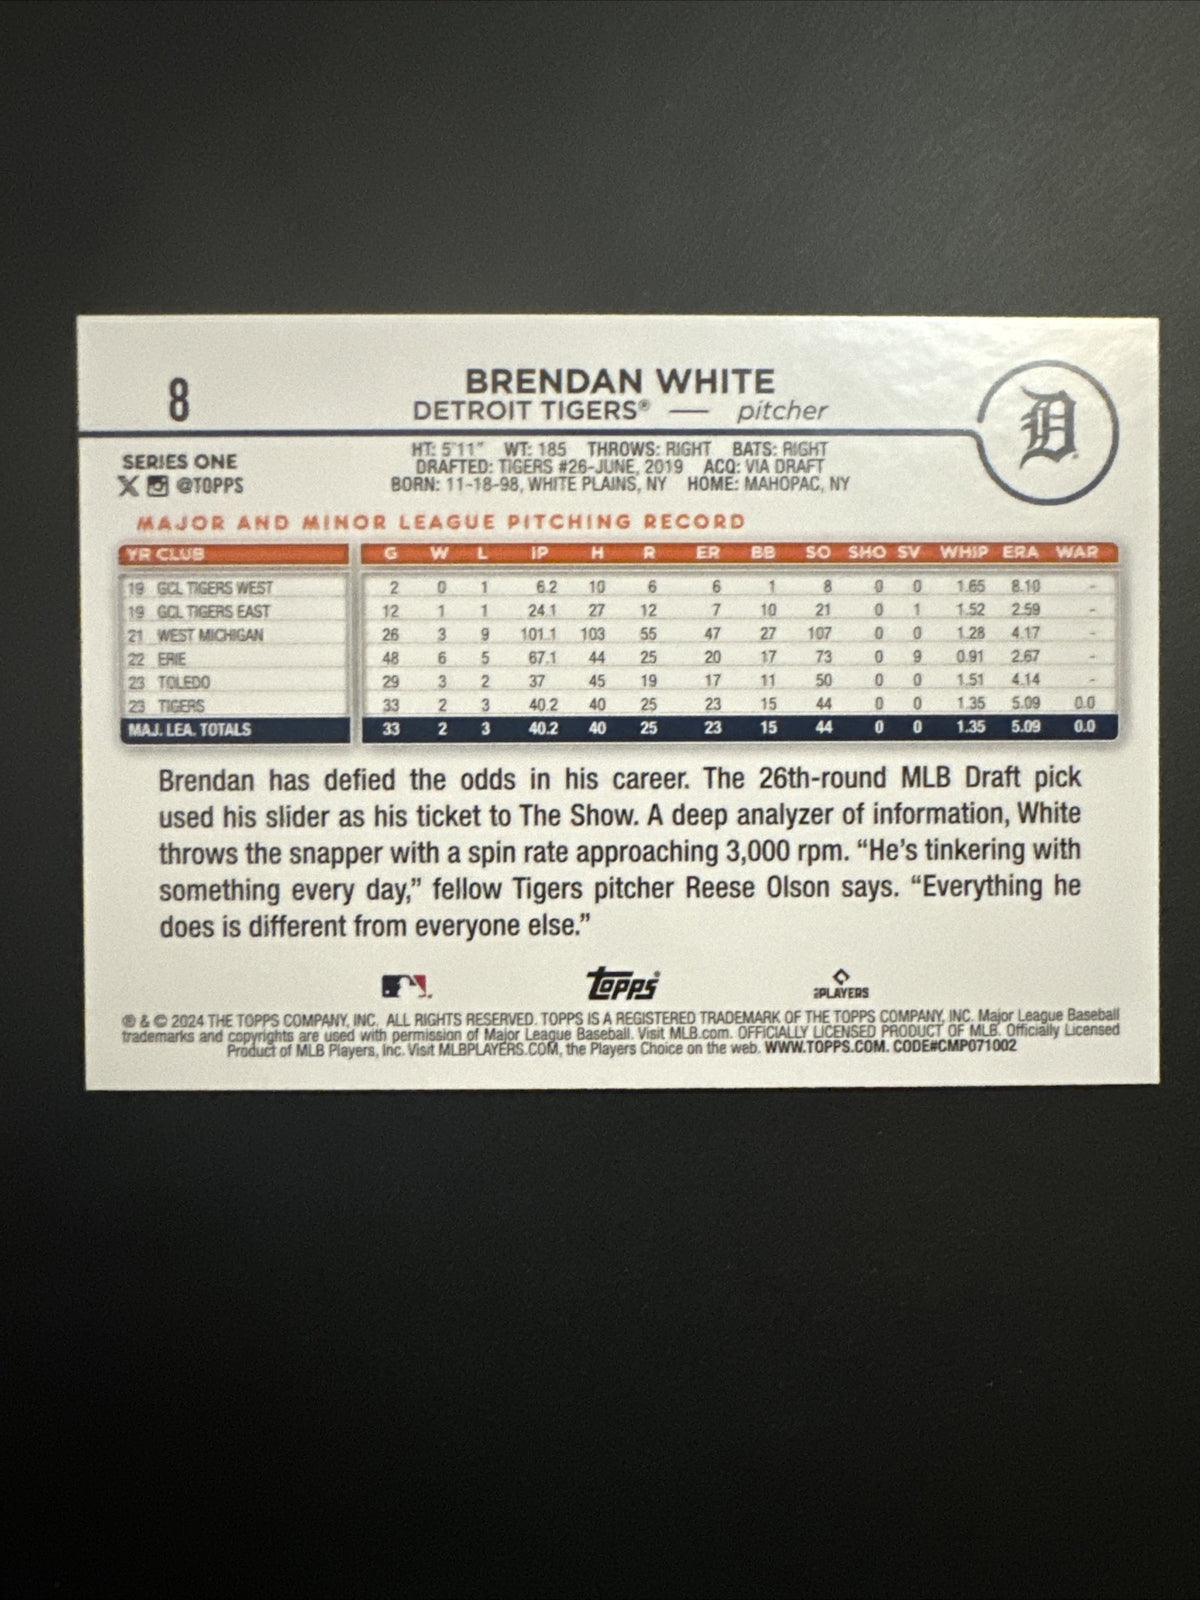 8
BRENDAN WHITE
DETROIT TIGERS® — pitcher
D
SERIES ONE
@TOPPS
HT: 5'11" WT: 185 THROWS: RIGHT BATS: RIGHT
DRAFTED: TIGERS #26-JUNE, 2019 ACQ: VIA DRAFT
BORN: 11-18-98, WHITE PLAINS, NY HOME: MAHOPAC, NY
MAJOR AND MINOR LEAGUE PITCHING RECORD
YR CLUB G W L IP H R ER BB SO SHO SV WHIP ERA WAR
19 GCL TIGERS WEST 2 0 1 6.2 10 6 6 1 8 0 0 1.65 8.10 -
19 GCL TIGERS EAST 12 1 1 24.1 27 12 7 10 21 0 1 1.52 2.59 -
21 WEST MICHIGAN 26 3 9 101.1 103 55 47 27 107 0 0 1.28 4.17 -
22 ERIE 48 6 5 67.1 44 25 20 17 73 0 9 0.91 2.67 -
23 TOLEDO 29 3 2 37 45 19 17 11 50 0 0 1.51 4.14 -
23 TIGERS 33 2 3 40.2 40 25 23 15 44 0 0 1.35 5.09 0.0
MAJ. LEA. TOTALS 33 2 3 40.2 40 25 23 15 44 0 0 1.35 5.09 0.0
Brendan has defied the odds in his career. The 26th-round MLB Draft pick
used his slider as his ticket to The Show. A deep analyzer of information, White
throws the snapper with a spin rate approaching 3,000 rpm. “He’s tinkering with
something every day,” fellow Tigers pitcher Reese Olson says. “Everything he
does is different from everyone else.”
Topps®
PLAYERS
® & © 2024 THE TOPPS COMPANY, INC. ALL RIGHTS RESERVED. TOPPS IS A REGISTERED TRADEMARK OF THE TOPPS COMPANY, INC. Major League Baseball
trademarks and copyrights are used with permission of Major League Baseball. Visit MLB.com. OFFICIALLY LICENSED PRODUCT OF MLB. Officially Licensed
Product of MLB Players, Inc. Visit MLBPLAYERS.COM, the Players Choice on the web. WWW.TOPPS.COM. CODE#CMP071002